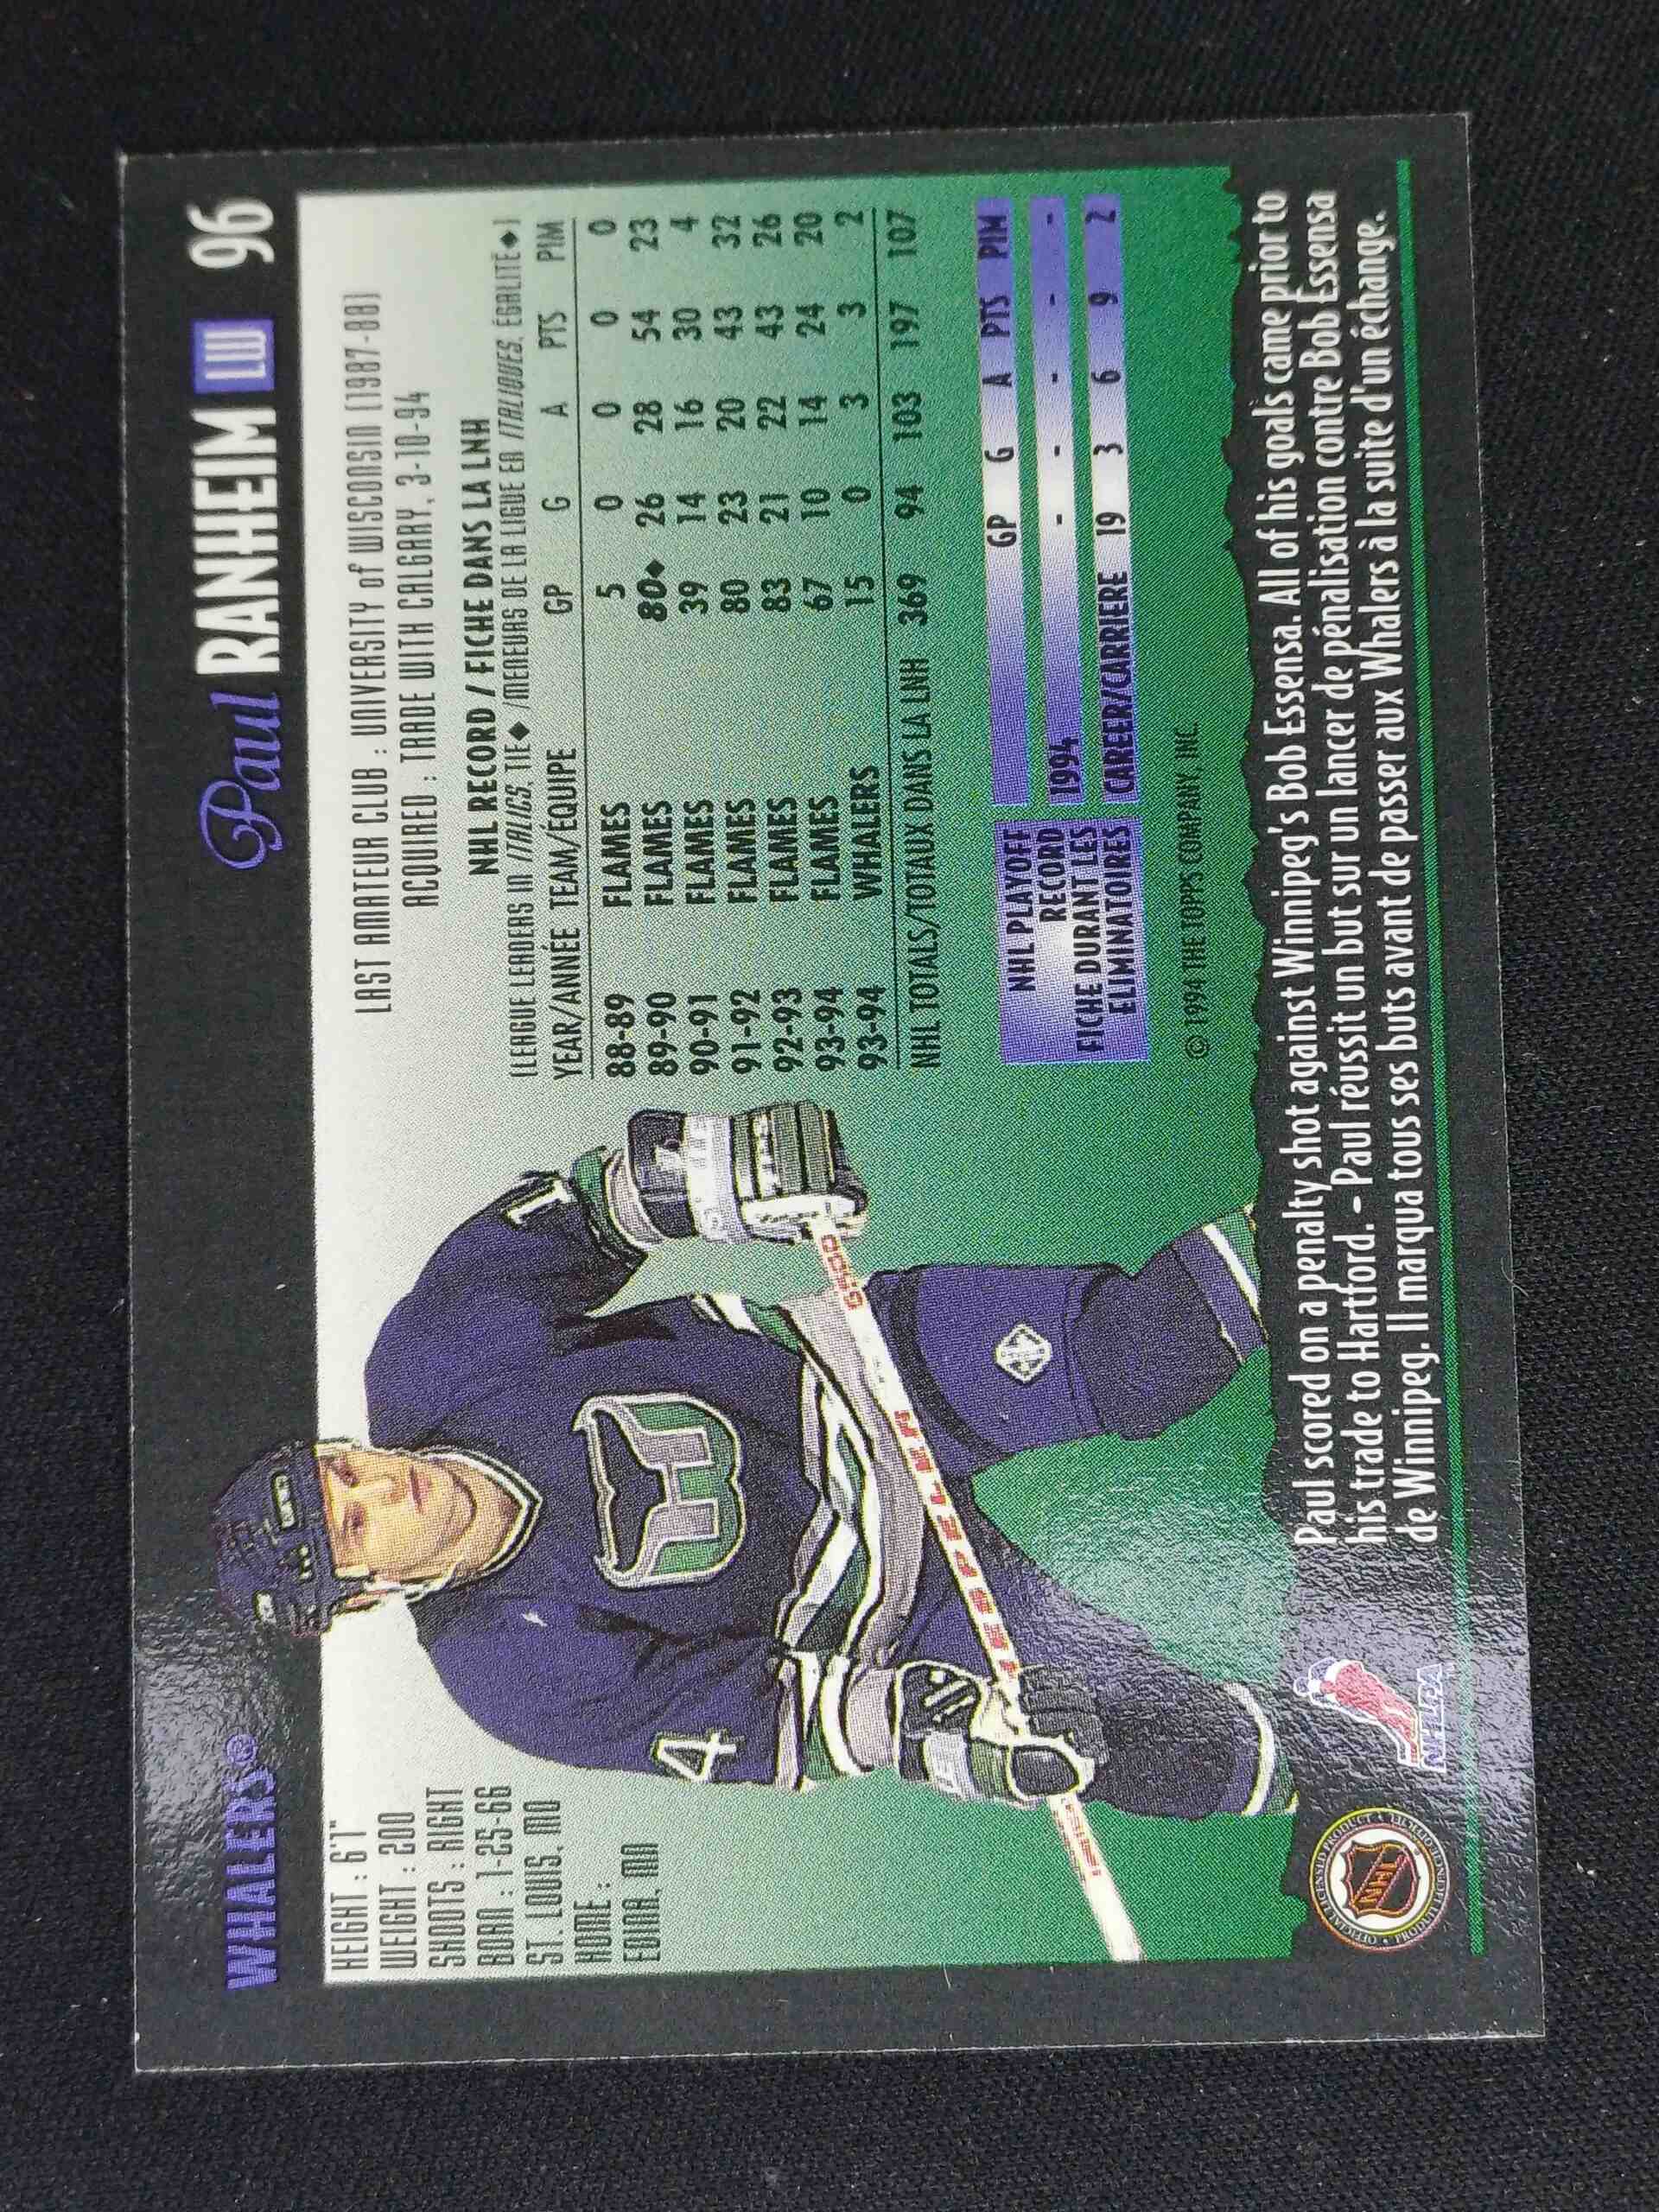 WHALERS®
Paul RANHEIM LW 96
HEIGHT : 6'1"
WEIGHT : 200
SHOOTS : RIGHT
BORN : 1-25-66
ST. LOUIS, MO
HOME :
EDINA, MN
LAST AMATEUR CLUB : UNIVERSITY of WISCONSIN (1987-88)
ACQUIRED : TRADE WITH CALGARY, 3-10-94
NHL RECORD / FICHE DANS LA LNH
(LEAGUE LEADERS IN ITALICS, TIE◆ /MENEURS DE LA LIGUE EN ITALIQUES, ÉGALITÉ◆)
YEAR/ANNÉE TEAM/ÉQUIPE GP G A PTS PIM
88-89 FLAMES 5 0 0 0 0
89-90 FLAMES 80◆ 26 28 54 23
90-91 FLAMES 39 14 16 30 4
91-92 FLAMES 80 23 20 43 32
92-93 FLAMES 83 21 22 43 26
93-94 FLAMES 67 10 14 24 20
93-94 WHALERS 15 0 3 3 2
NHL TOTALS/TOTAUX DANS LA LNH 369 94 103 197 107
NHL PLAYOFF
RECORD
FICHE DURANT LES
ELIMINATOIRES
GP G A PTS PIM
1994 - - - - -
CAREER/CARRIERE 19 3 6 9 2
© 1994 THE TOPPS COMPANY, INC.
Paul scored on a penalty shot against Winnipeg's Bob Essensa. All of his goals came prior to
his trade to Hartford. - Paul réussit un but sur un lancer de pénalisation contre Bob Essensa
de Winnipeg. Il marqua tous ses buts avant de passer aux Whalers à la suite d'un échange.
NHL
OFFICIAL LICENSED PRODUCT
NHLPA
4
1